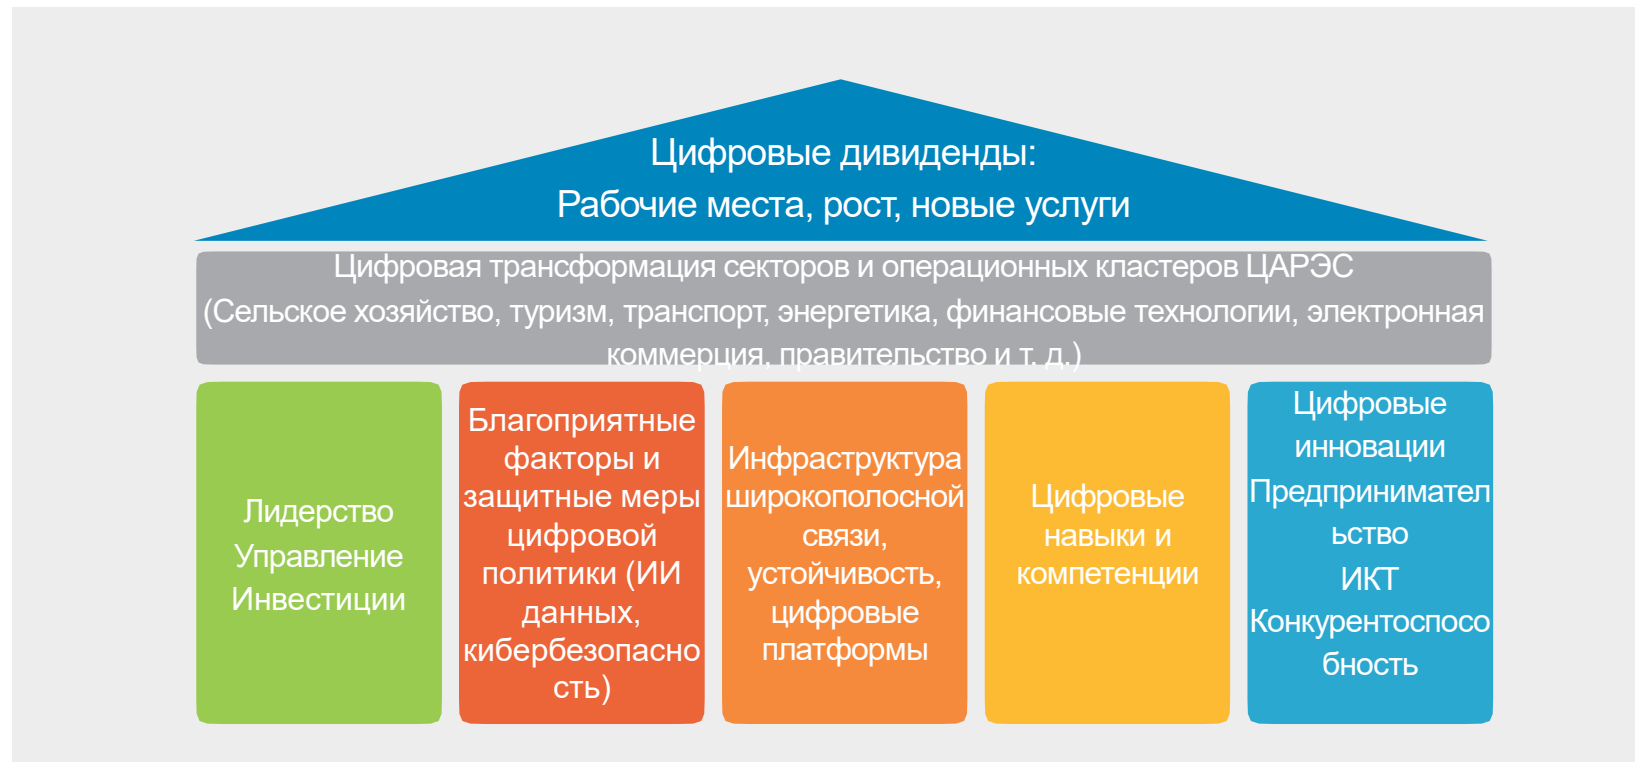 Цифровые дивиденды:
Рабочие места, рост, новые услуги
Цифровая трансформация секторов и операционных кластеров ЦАРЭС
(Сельское хозяйство, туризм, транспорт, энергетика, финансовые технологии, электронная
коммерция, правительство и т. д.)
Лидерство
Управление
Инвестиции
Благоприятные
факторы и
защитные меры
цифровой
политики (ИИ
данных,
кибербезопасно
сть)
Инфраструктура
широкополосной
связи,
устойчивость,
цифровые
платформы
Цифровые
навыки и
компетенции
Цифровые
инновации
Предпринимател
ьство
ИКТ
Конкурентоспосо
бность